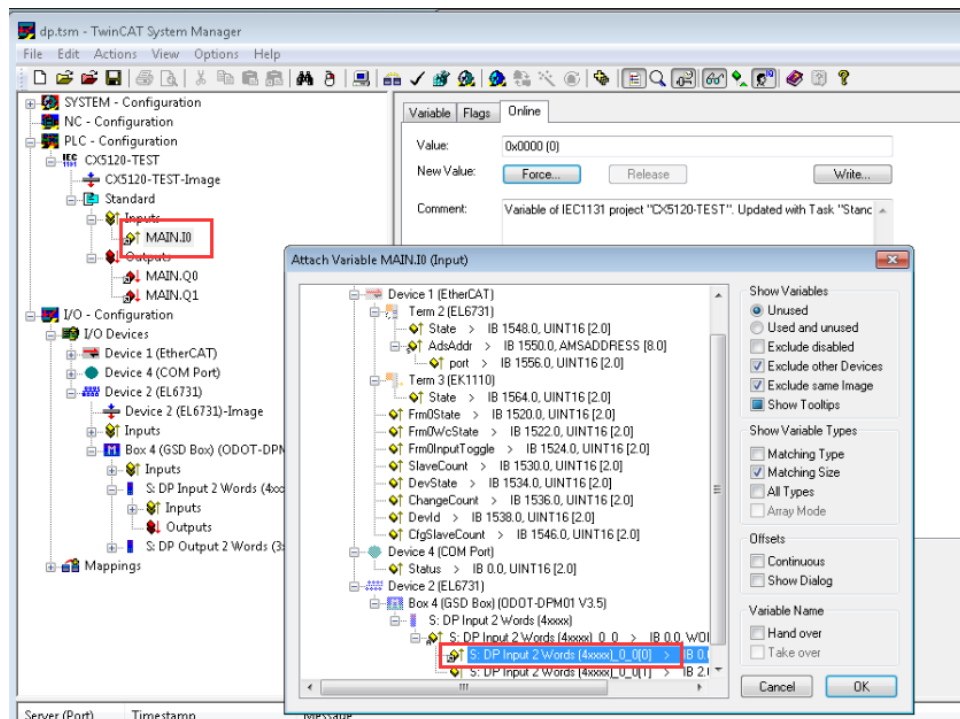 dp.tsm - TwinCAT System Manager
File Edit Actions View Options Help
SYSTEM - Configuration
NC - Configuration
PLC - Configuration
CX5120-TEST
CX5120-TEST-Image
Standard
Inputs
MAIN.I0
Outputs
MAIN.Q0
MAIN.Q1
I/O - Configuration
I/O Devices
Device 1 (EtherCAT)
Device 4 (COM Port)
Device 2 (EL6731)
Device 2 (EL6731)-Image
Inputs
Box 4 (GSD Box) (ODOT-DPN
Inputs
S: DP Input 2 Words (4xxx
Inputs
Outputs
S: DP Output 2 Words (3:
Mappings
Variable Flags Online
Value: 0x0000 (0)
New Value: Force... Release Write...
Comment: Variable of IEC1131 project "CX5120-TEST". Updated with Task "Stanc
Attach Variable MAIN.I0 (Input)
Device 1 (EtherCAT)
Term 2 (EL6731)
State > IB 1548.0, UINT16 [2.0]
AdsAddr > IB 1550.0, AMSADDRESS [8.0]
port > IB 1556.0, UINT16 [2.0]
Term 3 (EK1110)
State > IB 1564.0, UINT16 [2.0]
Frm0State > IB 1520.0, UINT16 [2.0]
Frm0WcState > IB 1522.0, UINT16 [2.0]
Frm0InputToggle > IB 1524.0, UINT16 [2.0]
SlaveCount > IB 1530.0, UINT16 [2.0]
DevState > IB 1534.0, UINT16 [2.0]
ChangeCount > IB 1536.0, UINT16 [2.0]
DevId > IB 1538.0, UINT16 [2.0]
CfgSlaveCount > IB 1546.0, UINT16 [2.0]
Device 4 (COM Port)
Status > IB 0.0, UINT16 [2.0]
Device 2 (EL6731)
Box 4 (GSD Box) (ODOT-DPM01 V3.5)
S: DP Input 2 Words (4xxxx)
S: DP Input 2 Words (4xxxx)_0_0 > IB 0.0, WOI
S: DP Input 2 Words (4xxxx)_0_0[0] > IB 0.
S: DP Input 2 Words (4xxxx)_0_0[1] > IB 2.
Show Variables
Unused
Used and unused
Exclude disabled
Exclude other Devices
Exclude same Image
Show Tooltips
Show Variable Types
Matching Type
Matching Size
All Types
Array Mode
Offsets
Continuous
Show Dialog
Variable Name
Hand over
Take over
Cancel OK
Server (Port) Timestamp Message